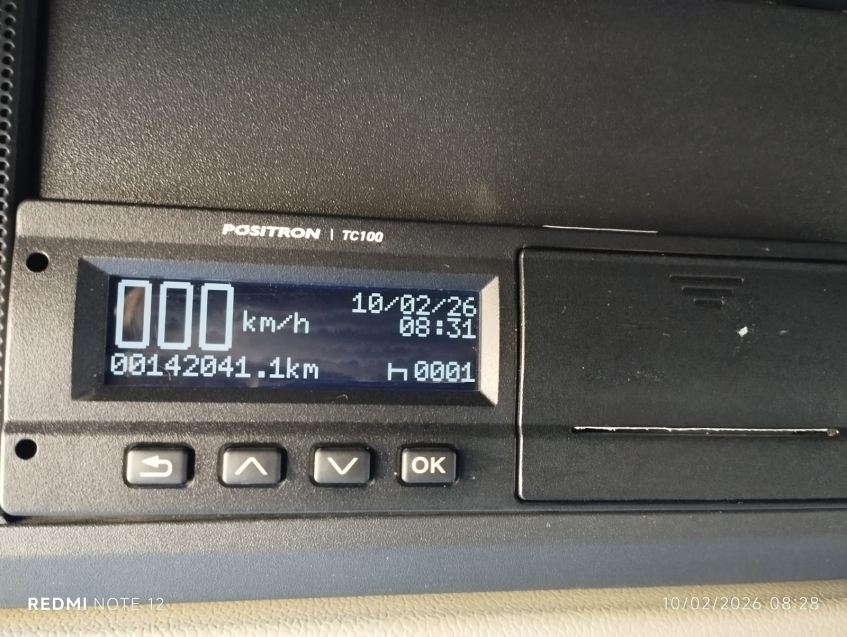 PÓSITRON | TC100
000 km/h
10/02/26
08:31
00142041.1km
0001
OK
REDMI NOTE 12
10/02/2026 08:28